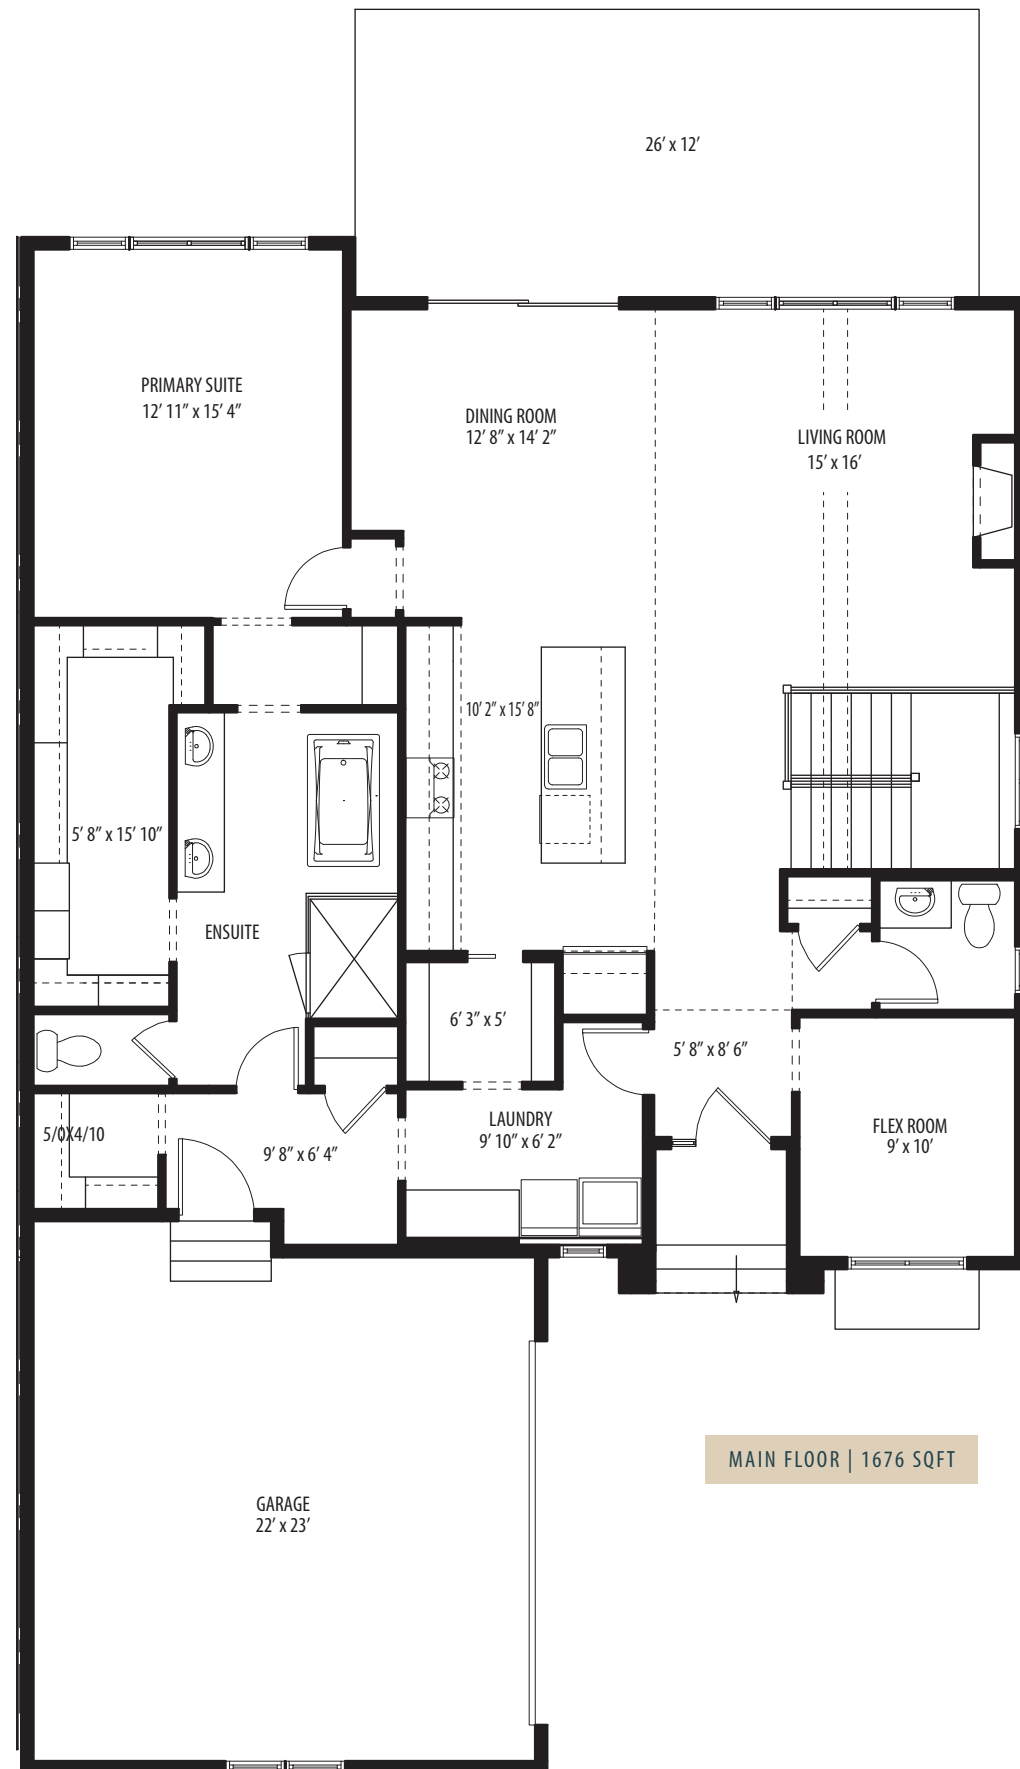 26′ x 12′
PRIMARY SUITE
12′ 11″ x 15′ 4″
DINING ROOM
12′ 8″ x 14′ 2″
LIVING ROOM
15′ x 16′
10′ 2″ x 15′ 8″
5′ 8″ x 15′ 10″
ENSUITE
6′ 3″ x 5′
5′ 8″ x 8′ 6″
5/0X4/10
9′ 8″ x 6′ 4″
LAUNDRY
9′ 10″ x 6′ 2″
FLEX ROOM
9′ x 10′
MAIN FLOOR | 1676 SQFT
GARAGE
22′ x 23′